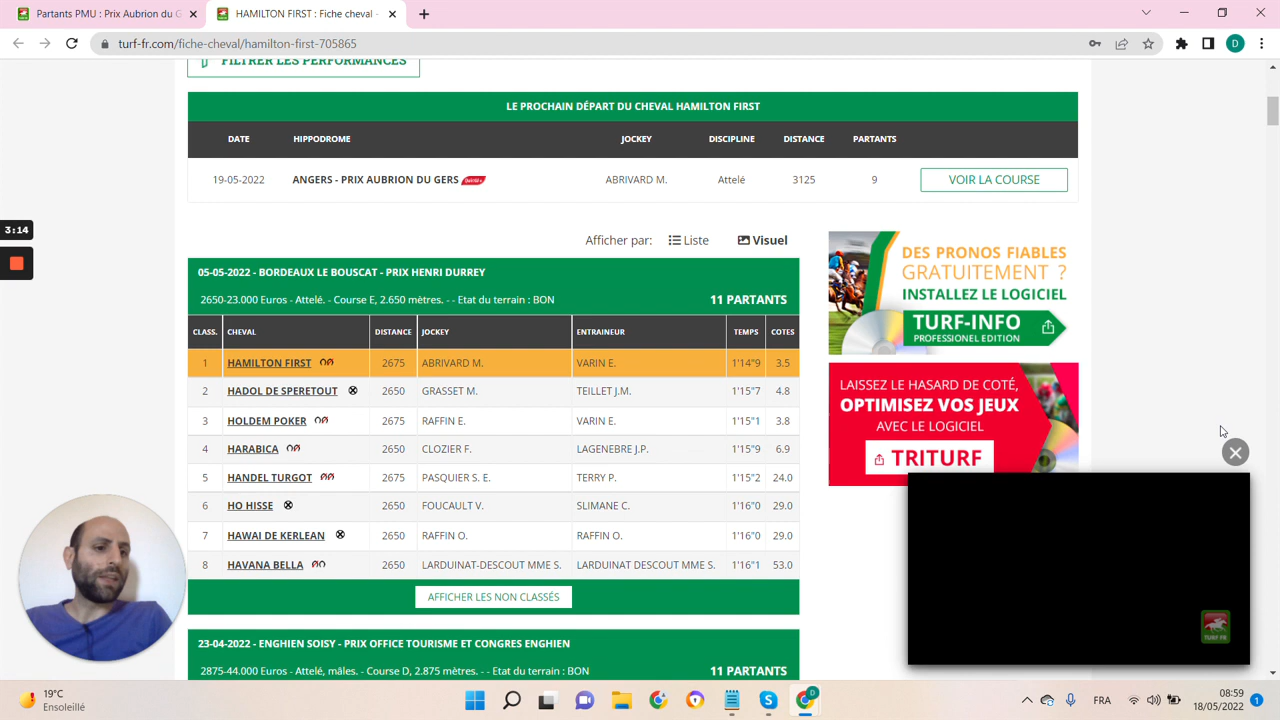 Partants PMU : Prix Aubrion du G
HAMILTON FIRST : Fiche cheval -
turf-fr.com/fiche-cheval/hamilton-first-705865
D
FILTRER LES PERFORMANCES
LE PROCHAIN DÉPART DU CHEVAL HAMILTON FIRST
DATE HIPPODROME JOCKEY DISCIPLINE DISTANCE PARTANTS
19-05-2022 ANGERS - PRIX AUBRION DU GERS Quinté+ ABRIVARD M. Attelé 3125 9 VOIR LA COURSE
3:14
Afficher par: Liste Visuel
05-05-2022 - BORDEAUX LE BOUSCAT - PRIX HENRI DURREY
2650-23.000 Euros - Attelé. - Course E, 2.650 mètres. - - Etat du terrain : BON 11 PARTANTS
CLASS. CHEVAL DISTANCE JOCKEY ENTRAINEUR TEMPS COTES
1 HAMILTON FIRST 2675 ABRIVARD M. VARIN E. 1'14"9 3.5
2 HADOL DE SPERETOUT 2650 GRASSET M. TEILLET J.M. 1'15"7 4.8
3 HOLDEM POKER 2675 RAFFIN E. VARIN E. 1'15"1 3.8
4 HARABICA 2650 CLOZIER F. LAGENEBRE J.P. 1'15"9 6.9
5 HANDEL TURGOT 2675 PASQUIER S. E. TERRY P. 1'15"2 24.0
6 HO HISSE 2650 FOUCAULT V. SLIMANE C. 1'16"0 29.0
7 HAWAI DE KERLEAN 2650 RAFFIN O. RAFFIN O. 1'16"0 29.0
8 HAVANA BELLA 2650 LARDUINAT-DESCOUT MME S. LARDUINAT DESCOUT MME S. 1'16"1 53.0
AFFICHER LES NON CLASSÉS
23-04-2022 - ENGHIEN SOISY - PRIX OFFICE TOURISME ET CONGRES ENGHIEN
2875-44.000 Euros - Attelé, mâles. - Course D, 2.875 mètres. - - Etat du terrain : BON 11 PARTANTS
DES PRONOS FIABLES
GRATUITEMENT ?
INSTALLEZ LE LOGICIEL
TURF-INFO
PROFESSIONEL EDITION
LAISSEZ LE HASARD DE COTÉ,
OPTIMISEZ VOS JEUX
AVEC LE LOGICIEL
TRITURF
TURF FR
19°C
Ensoleillé
D
FRA
08:59
18/05/2022
1